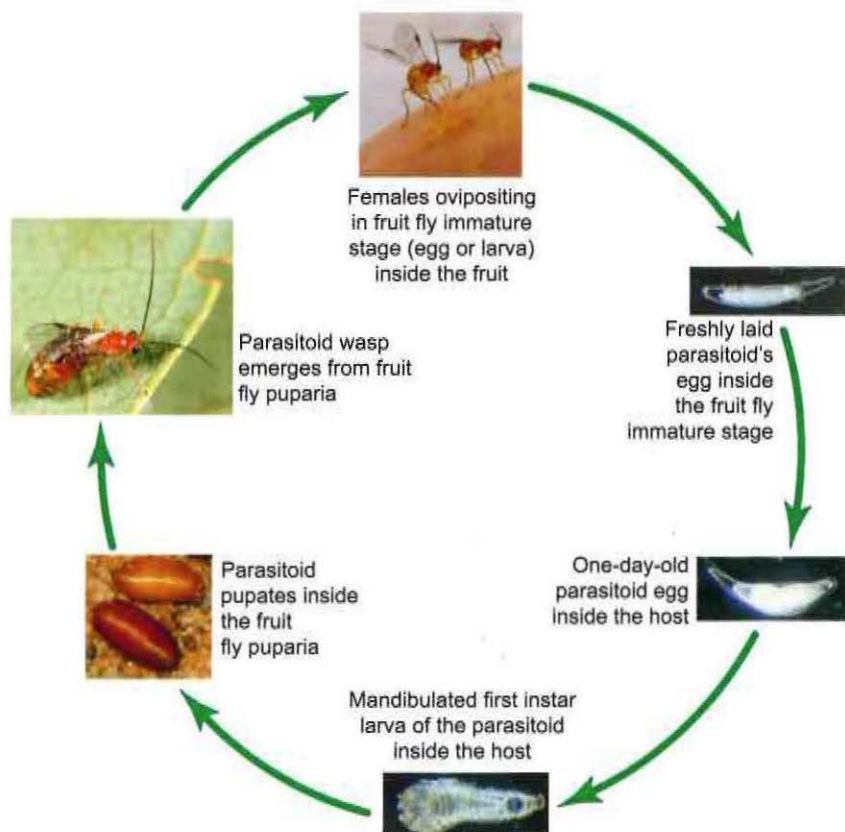 Females ovipositing
in fruit fly immature
stage (egg or larva)
inside the fruit
Freshly laid
parasitoid's
egg inside
the fruit fly
immature stage
One-day-old
parasitoid egg
inside the host
Mandibulated first instar
larva of the parasitoid
inside the host
Parasitoid
pupates inside
the fruit
fly puparia
Parasitoid wasp
emerges from fruit
fly puparia